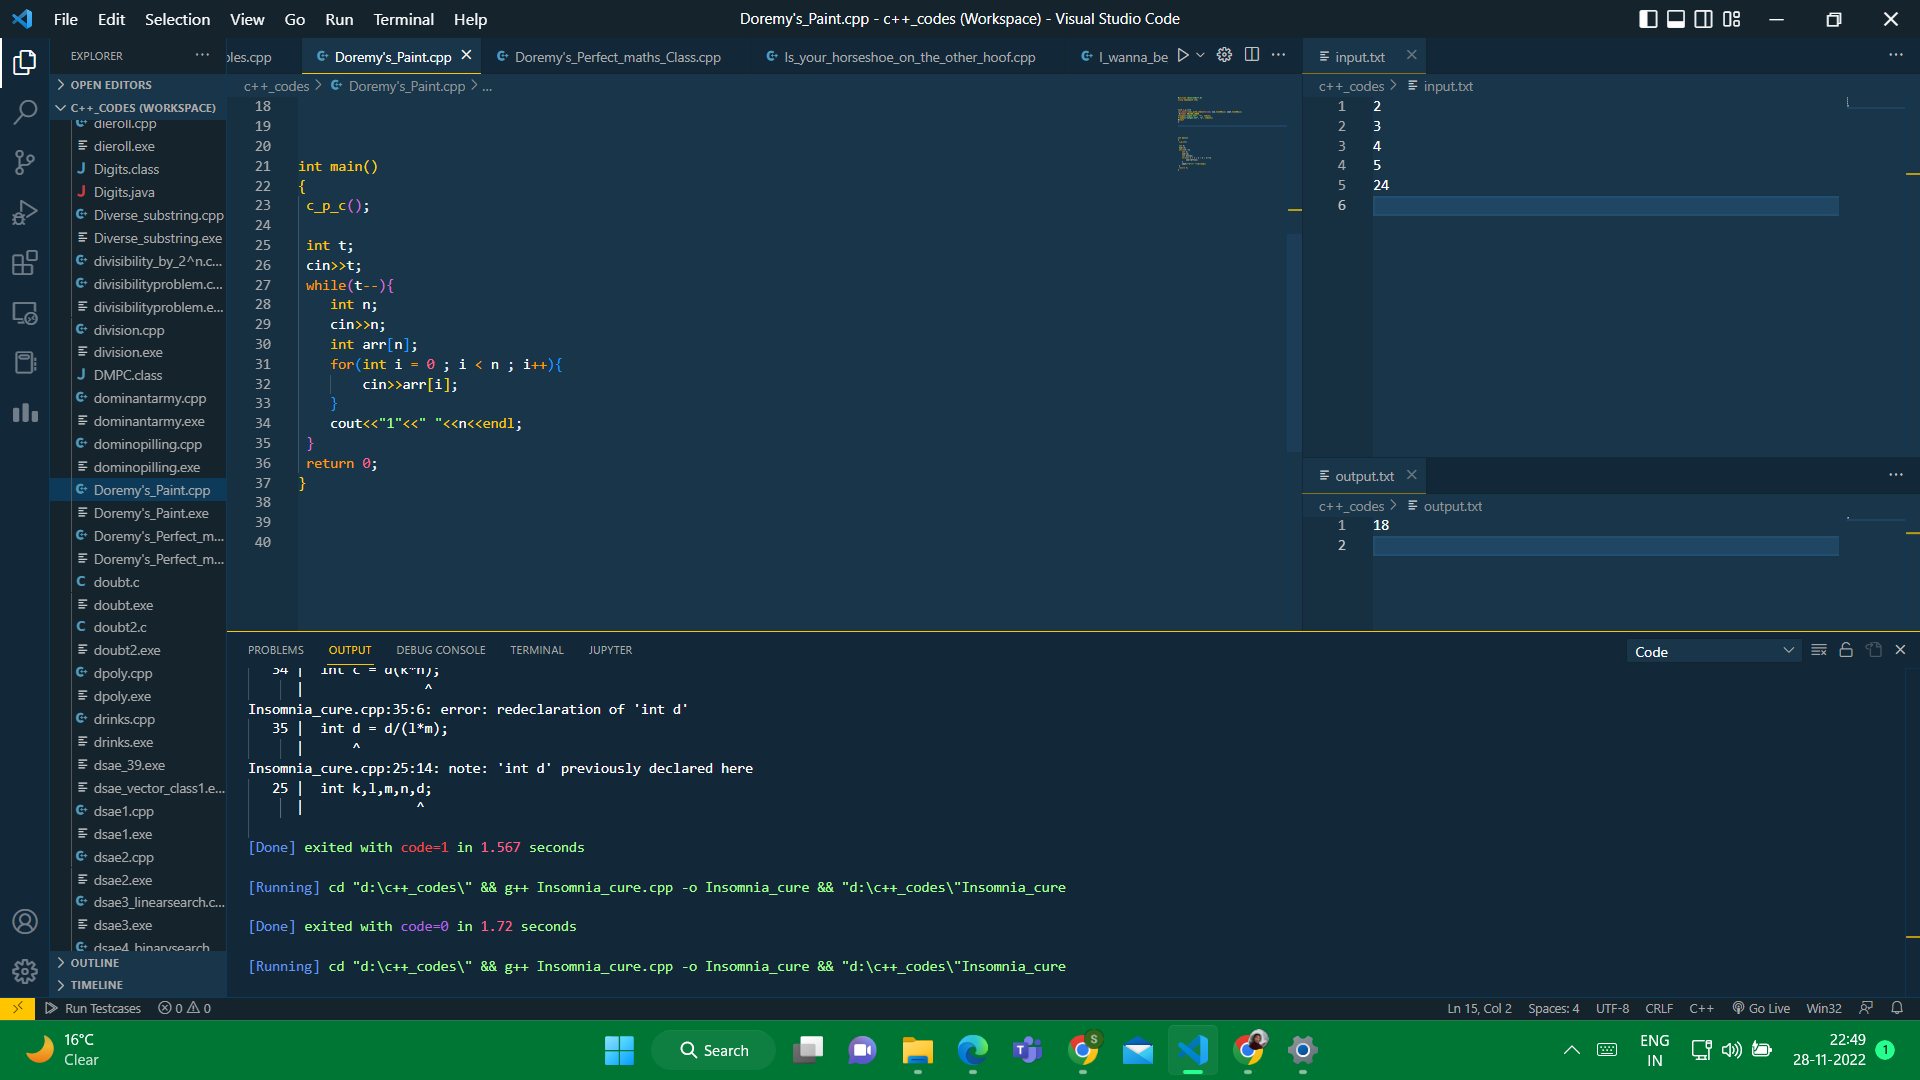 File Edit Selection View Go Run Terminal Help
Doremy's_Paint.cpp - c++_codes (Workspace) - Visual Studio Code
EXPLORER
OPEN EDITORS
C++_CODES (WORKSPACE)
dieroll.cpp
dieroll.exe
Digits.class
Digits.java
Diverse_substring.cpp
Diverse_substring.exe
divisibility_by_2^n.c...
divisibilityproblem.c...
divisibilityproblem.e...
division.cpp
division.exe
DMPC.class
dominantarmy.cpp
dominantarmy.exe
dominopilling.cpp
dominopilling.exe
Doremy's_Paint.cpp
Doremy's_Paint.exe
Doremy's_Perfect_m...
Doremy's_Perfect_m...
doubt.c
doubt.exe
doubt2.c
doubt2.exe
dpoly.cpp
dpoly.exe
drinks.cpp
drinks.exe
dsae_39.exe
dsae_vector_class1.e...
dsae1.cpp
dsae1.exe
dsae2.cpp
dsae2.exe
dsae3_linearsearch.c...
dsae3.exe
dsae4_binarysearch
OUTLINE
TIMELINE
les.cpp Doremy's_Paint.cpp Doremy's_Perfect_maths_Class.cpp Is_your_horseshoe_on_the_other_hoof.cpp I_wanna_be
c++_codes > Doremy's_Paint.cpp > ...
18
19
20
21 int main()
22 {
23 c_p_c();
24
25 int t;
26 cin>>t;
27 while(t--){
28 int n;
29 cin>>n;
30 int arr[n];
31 for(int i = 0 ; i < n ; i++){
32 cin>>arr[i];
33 }
34 cout<<"1"<<" "<<n<<endl;
35 }
36 return 0;
37 }
38
39
40
input.txt
c++_codes > input.txt
1 2
2 3
3 4
4 5
5 24
6
output.txt
c++_codes > output.txt
1 18
2
PROBLEMS OUTPUT DEBUG CONSOLE TERMINAL JUPYTER
Code
34 | int c = d(k*n);
| ^
Insomnia_cure.cpp:35:6: error: redeclaration of 'int d'
35 | int d = d/(l*m);
| ^
Insomnia_cure.cpp:25:14: note: 'int d' previously declared here
25 | int k,l,m,n,d;
| ^
[Done] exited with code=1 in 1.567 seconds
[Running] cd "d:\c++_codes\" && g++ Insomnia_cure.cpp -o Insomnia_cure && "d:\c++_codes\"Insomnia_cure
[Done] exited with code=0 in 1.72 seconds
[Running] cd "d:\c++_codes\" && g++ Insomnia_cure.cpp -o Insomnia_cure && "d:\c++_codes\"Insomnia_cure
Run Testcases 0 0
Ln 15, Col 2 Spaces: 4 UTF-8 CRLF C++ Go Live Win32
16°C
Clear
Search
ENG
IN
22:49
28-11-2022
1